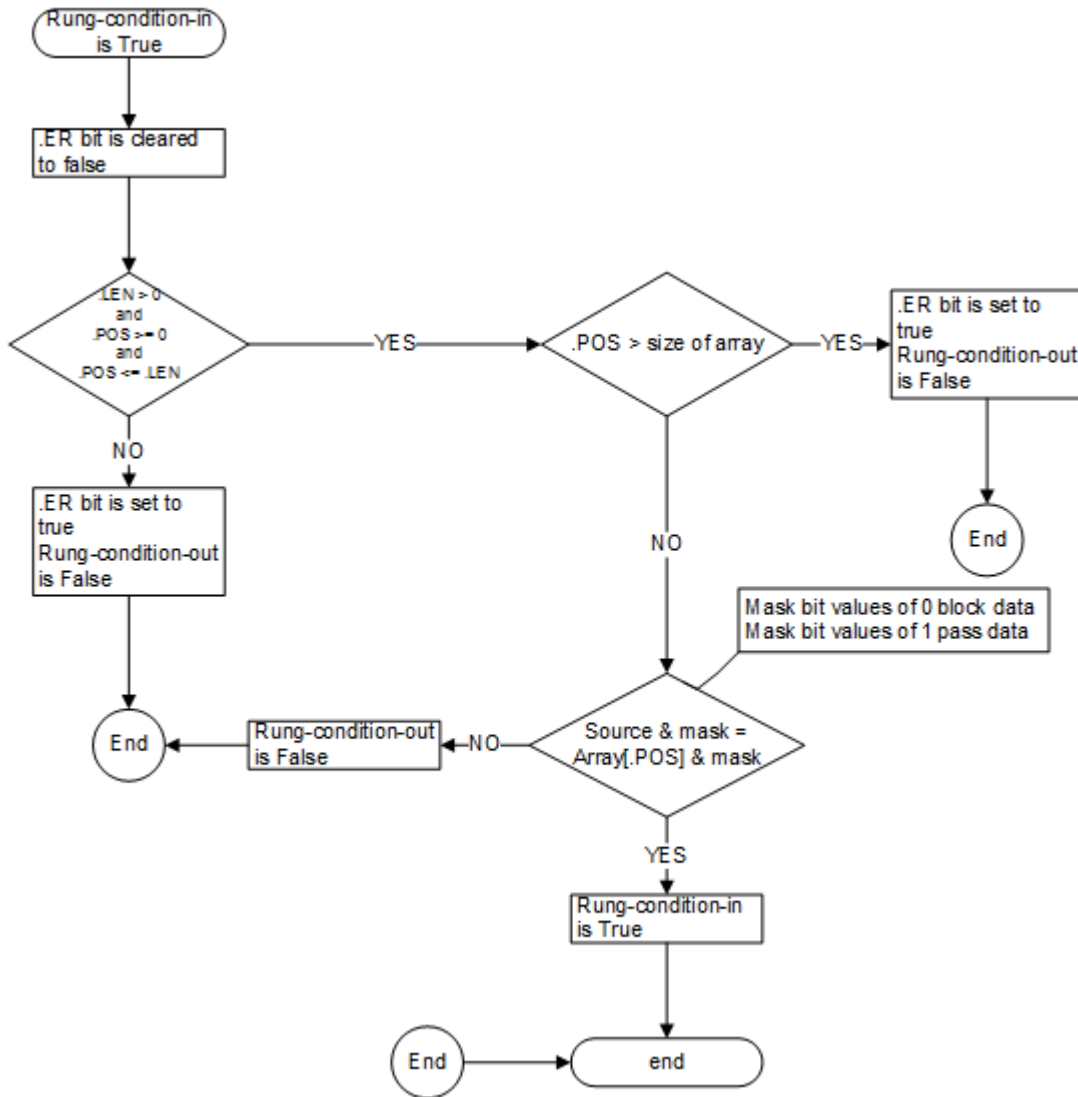 Rung-condition-in
is True
.ER bit is cleared
to false
.LEN > 0
and
.POS >= 0
and
.POS <= .LEN
YES
.POS > size of array
YES
.ER bit is set to
true
Rung-condition-out
is False
End
NO
.ER bit is set to
true
Rung-condition-out
is False
NO
Mask bit values of 0 block data
Mask bit values of 1 pass data
Source & mask =
Array[.POS] & mask
NO
Rung-condition-out
is False
End
YES
Rung-condition-in
is True
End
end